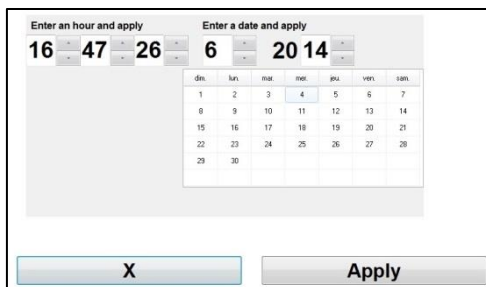 Enter an hour and apply Enter a date and apply
16 47 26 6 2014
dim. lun. mar. mer. jeu. ven. sam.
1 2 3 4 5 6 7
8 9 10 11 12 13 14
15 16 17 18 19 20 21
22 23 24 25 26 27 28
29 30
X Apply